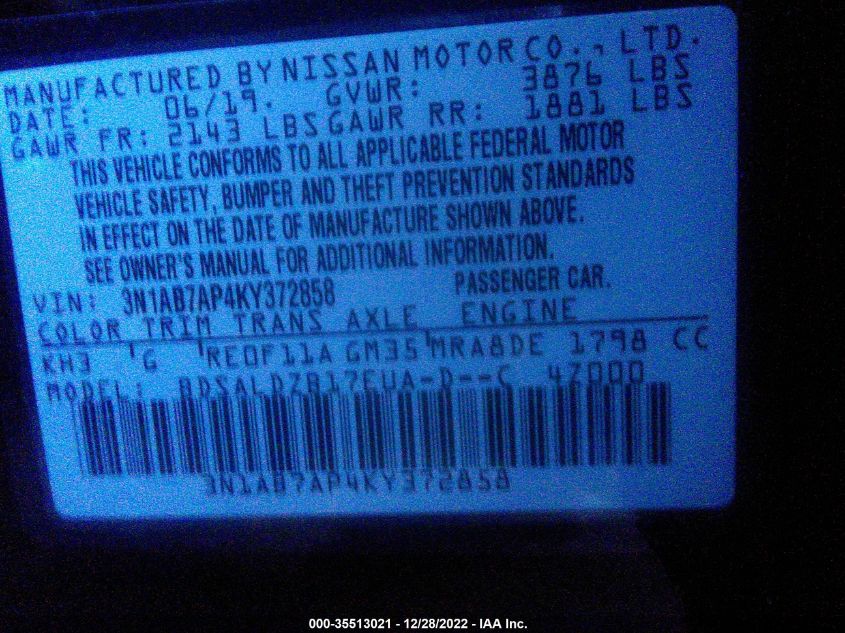 MANUFACTURED BY NISSAN MOTOR CO., LTD.
DATE: 06/19. GVWR: 3876 LBS
GAWR FR: 2143 LBS GAWR RR: 1881 LBS
THIS VEHICLE CONFORMS TO ALL APPLICABLE FEDERAL MOTOR
VEHICLE SAFETY, BUMPER AND THEFT PREVENTION STANDARDS
IN EFFECT ON THE DATE OF MANUFACTURE SHOWN ABOVE.
SEE OWNER'S MANUAL FOR ADDITIONAL INFORMATION.
VIN: 3N1AB7AP4KY372858 PASSENGER CAR.
COLOR TRIM TRANS AXLE ENGINE
KH3 G RE0F11A GM35 MRA8DE 1798 CC
MODEL: BDSALDZB17EUA-D--C 4Z000
3N1AB7AP4KY372858
000-35513021 - 12/28/2022 - IAA Inc.